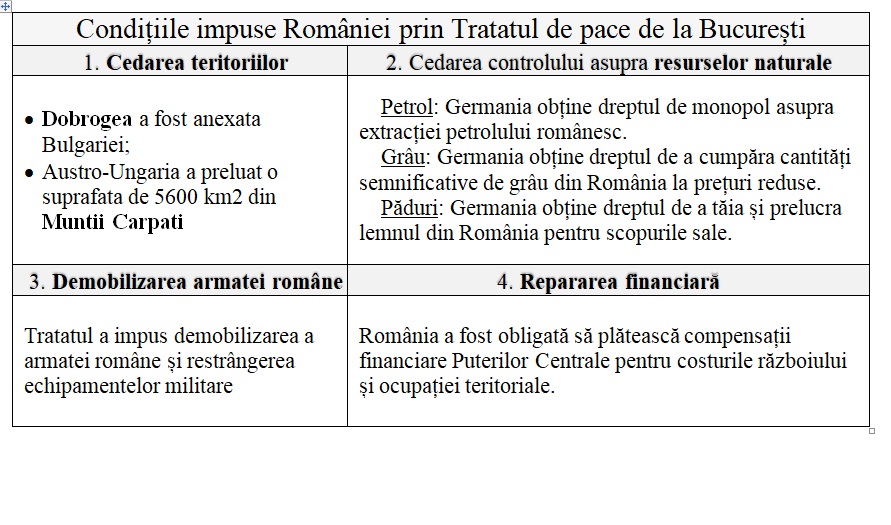 Condițiile impuse României prin Tratatul de pace de la București
1. Cedarea teritoriilor
2. Cedarea controlului asupra resurselor naturale
• Dobrogea a fost anexata
Bulgariei;
• Austro-Ungaria a preluat o
suprafata de 5600 km2 din
Muntii Carpati
Petrol: Germania obține dreptul de monopol asupra
extracției petrolului românesc.
Grâu: Germania obține dreptul de a cumpăra cantități
semnificative de grâu din România la prețuri reduse.
Păduri: Germania obține dreptul de a tăia și prelucra
lemnul din România pentru scopurile sale.
3. Demobilizarea armatei române
4. Repararea financiară
Tratatul a impus demobilizarea a
armatei române și restrângerea
echipamentelor militare
România a fost obligată să plătească compensații
financiare Puterilor Centrale pentru costurile războiului
și ocupației teritoriale.